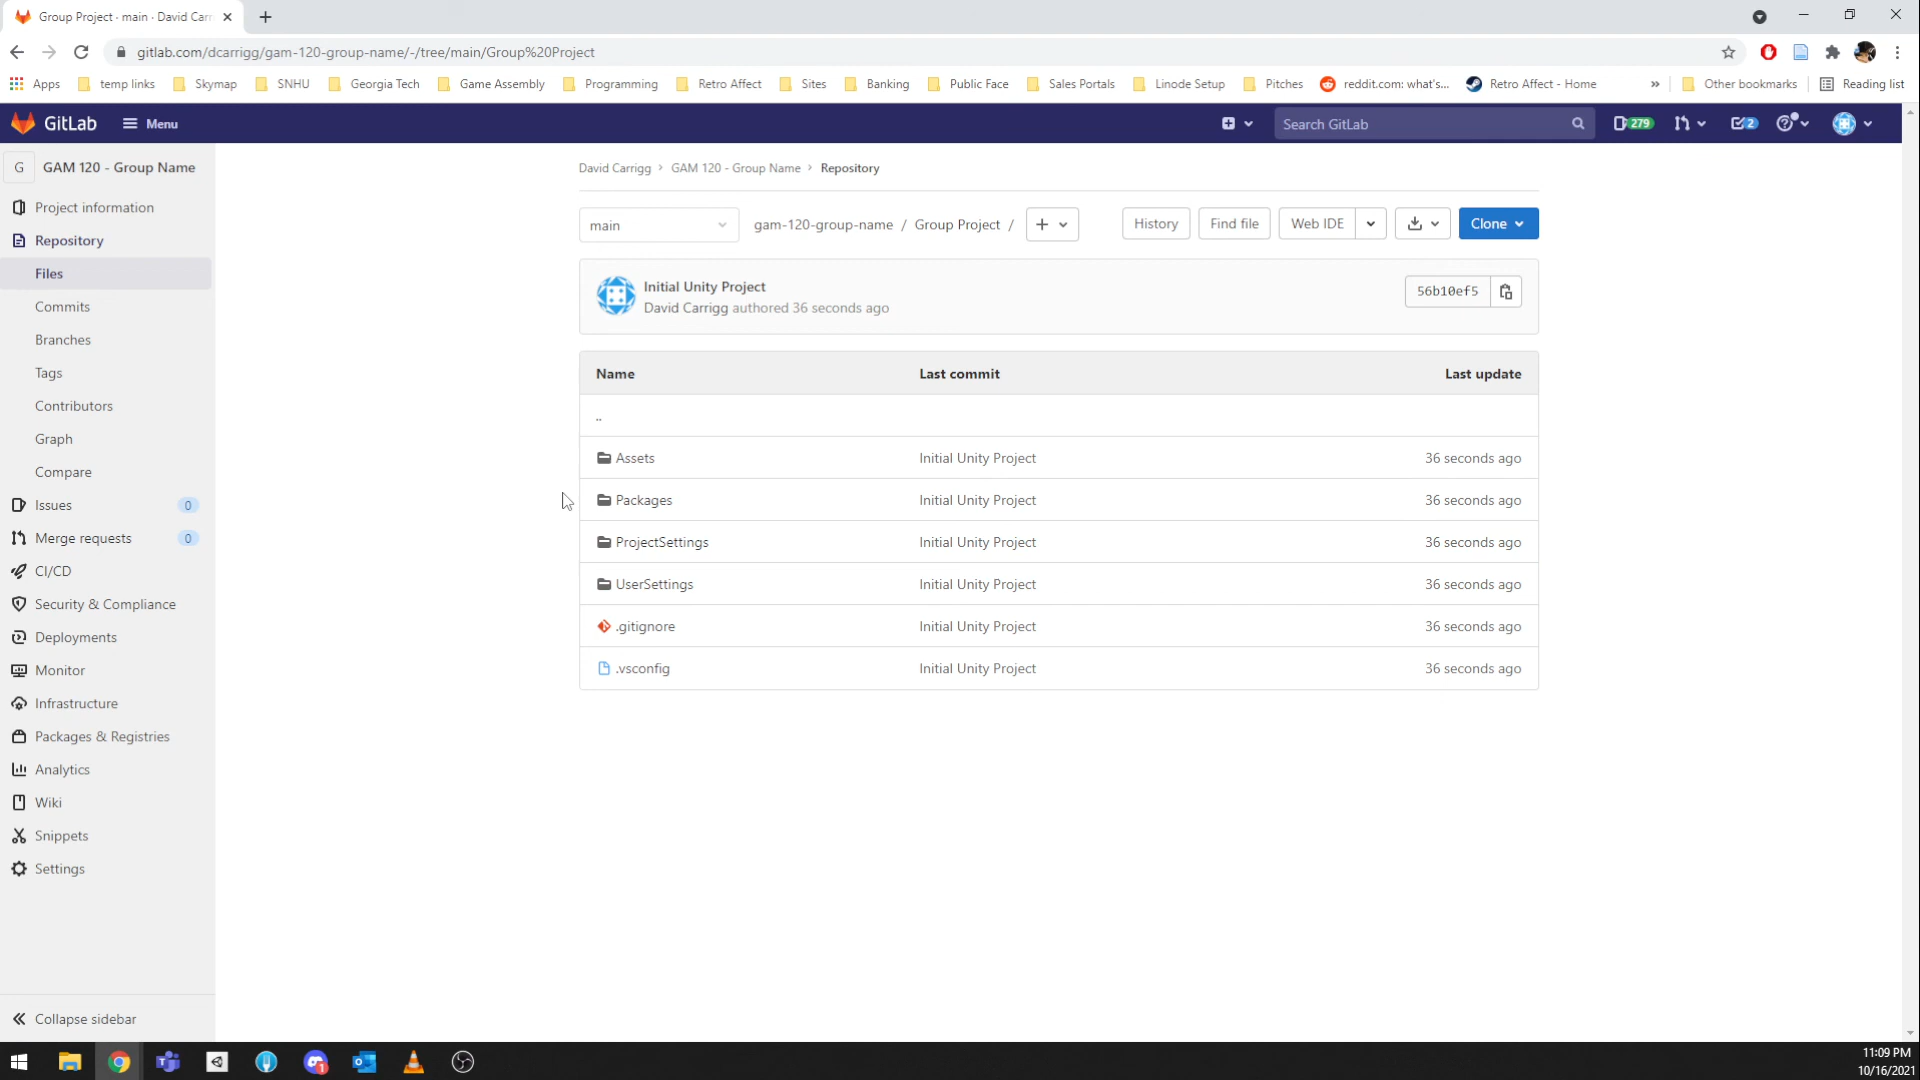 Group Project · main · David Carr
gitlab.com/dcarrigg/gam-120-group-name/-/tree/main/Group%20Project
Apps temp links Skymap SNHU Georgia Tech Game Assembly Programming Retro Affect Sites Banking Public Face Sales Portals Linode Setup Pitches reddit.com: what's... Retro Affect - Home » Other bookmarks Reading list
GitLab Menu Search GitLab 279 2
G GAM 120 - Group Name
Project information
Repository
Files
Commits
Branches
Tags
Contributors
Graph
Compare
Issues 0
Merge requests 0
CI/CD
Security & Compliance
Deployments
Monitor
Infrastructure
Packages & Registries
Analytics
Wiki
Snippets
Settings
Collapse sidebar
David Carrigg > GAM 120 - Group Name > Repository
main gam-120-group-name / Group Project / + History Find file Web IDE Clone
Initial Unity Project
David Carrigg authored 36 seconds ago
56b10ef5
Name Last commit Last update
..
Assets Initial Unity Project 36 seconds ago
Packages Initial Unity Project 36 seconds ago
ProjectSettings Initial Unity Project 36 seconds ago
UserSettings Initial Unity Project 36 seconds ago
.gitignore Initial Unity Project 36 seconds ago
.vsconfig Initial Unity Project 36 seconds ago
11:09 PM
10/16/2021